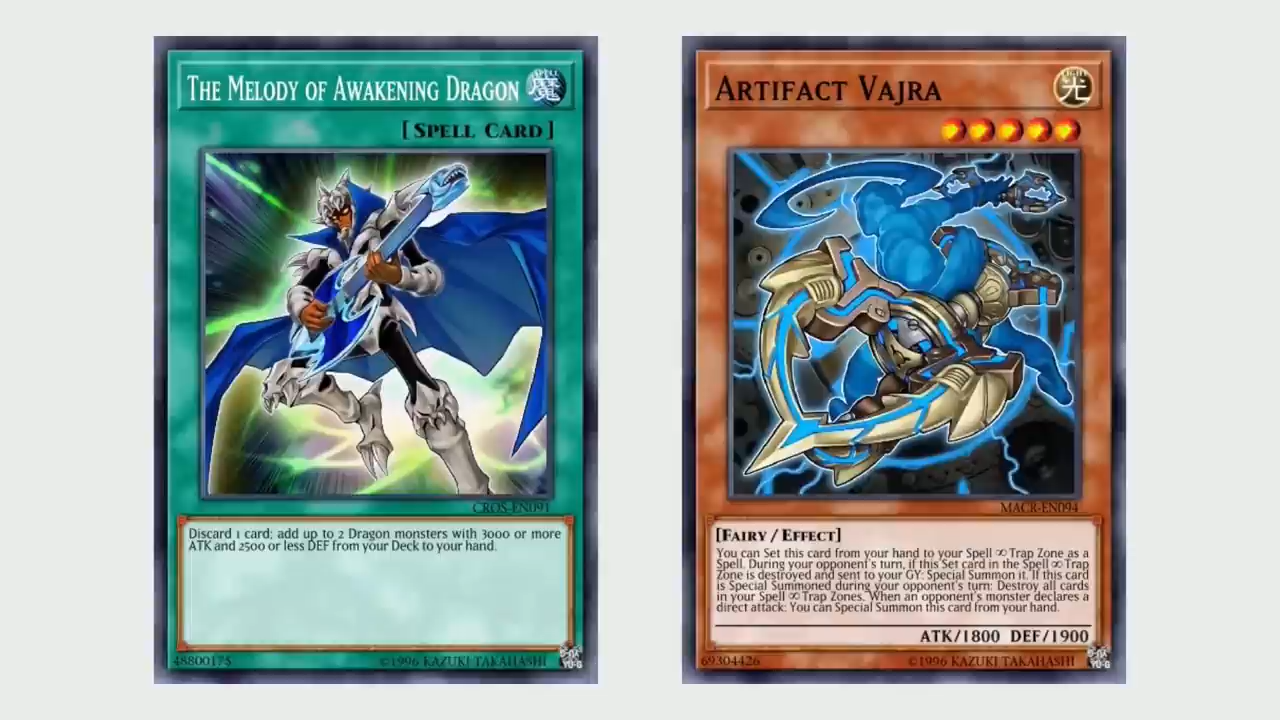 THE MELODY OF AWAKENING DRAGON
魔
[SPELL CARD]
CROS-EN091
Discard 1 card; add up to 2 Dragon monsters with 3000 or more
ATK and 2500 or less DEF from your Deck to your hand.
48800175
©1996 KAZUKI TAKAHASHI
ARTIFACT VAJRA
LIGHT
光
MACR-EN094
[FAIRY / EFFECT]
You can Set this card from your hand to your Spell ∞ Trap Zone as a
Spell. During your opponent's turn, if this Set card in the Spell ∞ Trap
Zone is destroyed and sent to your GY: Special Summon it. If this card
is Special Summoned during your opponent's turn: Destroy all cards
in your Spell ∞ Trap Zones. When an opponent's monster declares a
direct attack: You can Special Summon this card from your hand.
ATK/1800 DEF/1900
69304426
©1996 KAZUKI TAKAHASHI